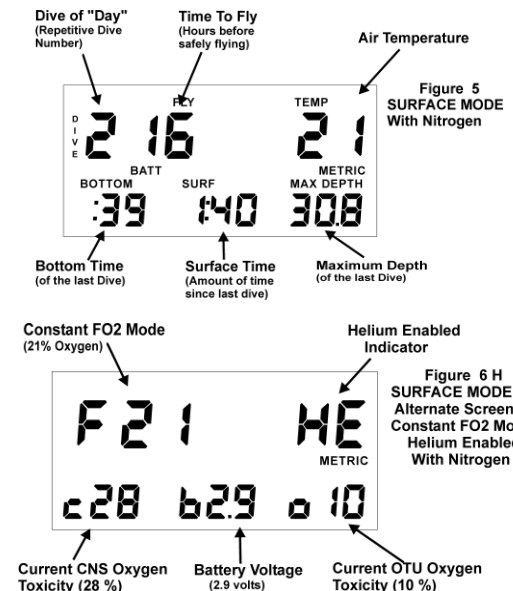 Dive of "Day"
(Repetitive Dive
Number)
Time To Fly
(Hours before
safely flying)
Air Temperature
Figure 5
SURFACE MODE
With Nitrogen
FLY
TEMP
DIVE
2 16 21
BATT
METRIC
BOTTOM SURF MAX DEPTH
:39 1:40 30.8
Bottom Time
(of the last Dive)
Surface Time
(Amount of time
since last dive)
Maximum Depth
(of the last Dive)
Constant FO2 Mode
(21% Oxygen)
Helium Enabled
Indicator
Figure 6 H
SURFACE MODE
Alternate Screen
Constant FO2 Mo
Helium Enable
With Nitrogen
F21 HE
METRIC
c28 b2.9 o10
Current CNS Oxygen
Toxicity (28 %)
Battery Voltage
(2.9 volts)
Current OTU Oxygen
Toxicity (10 %)